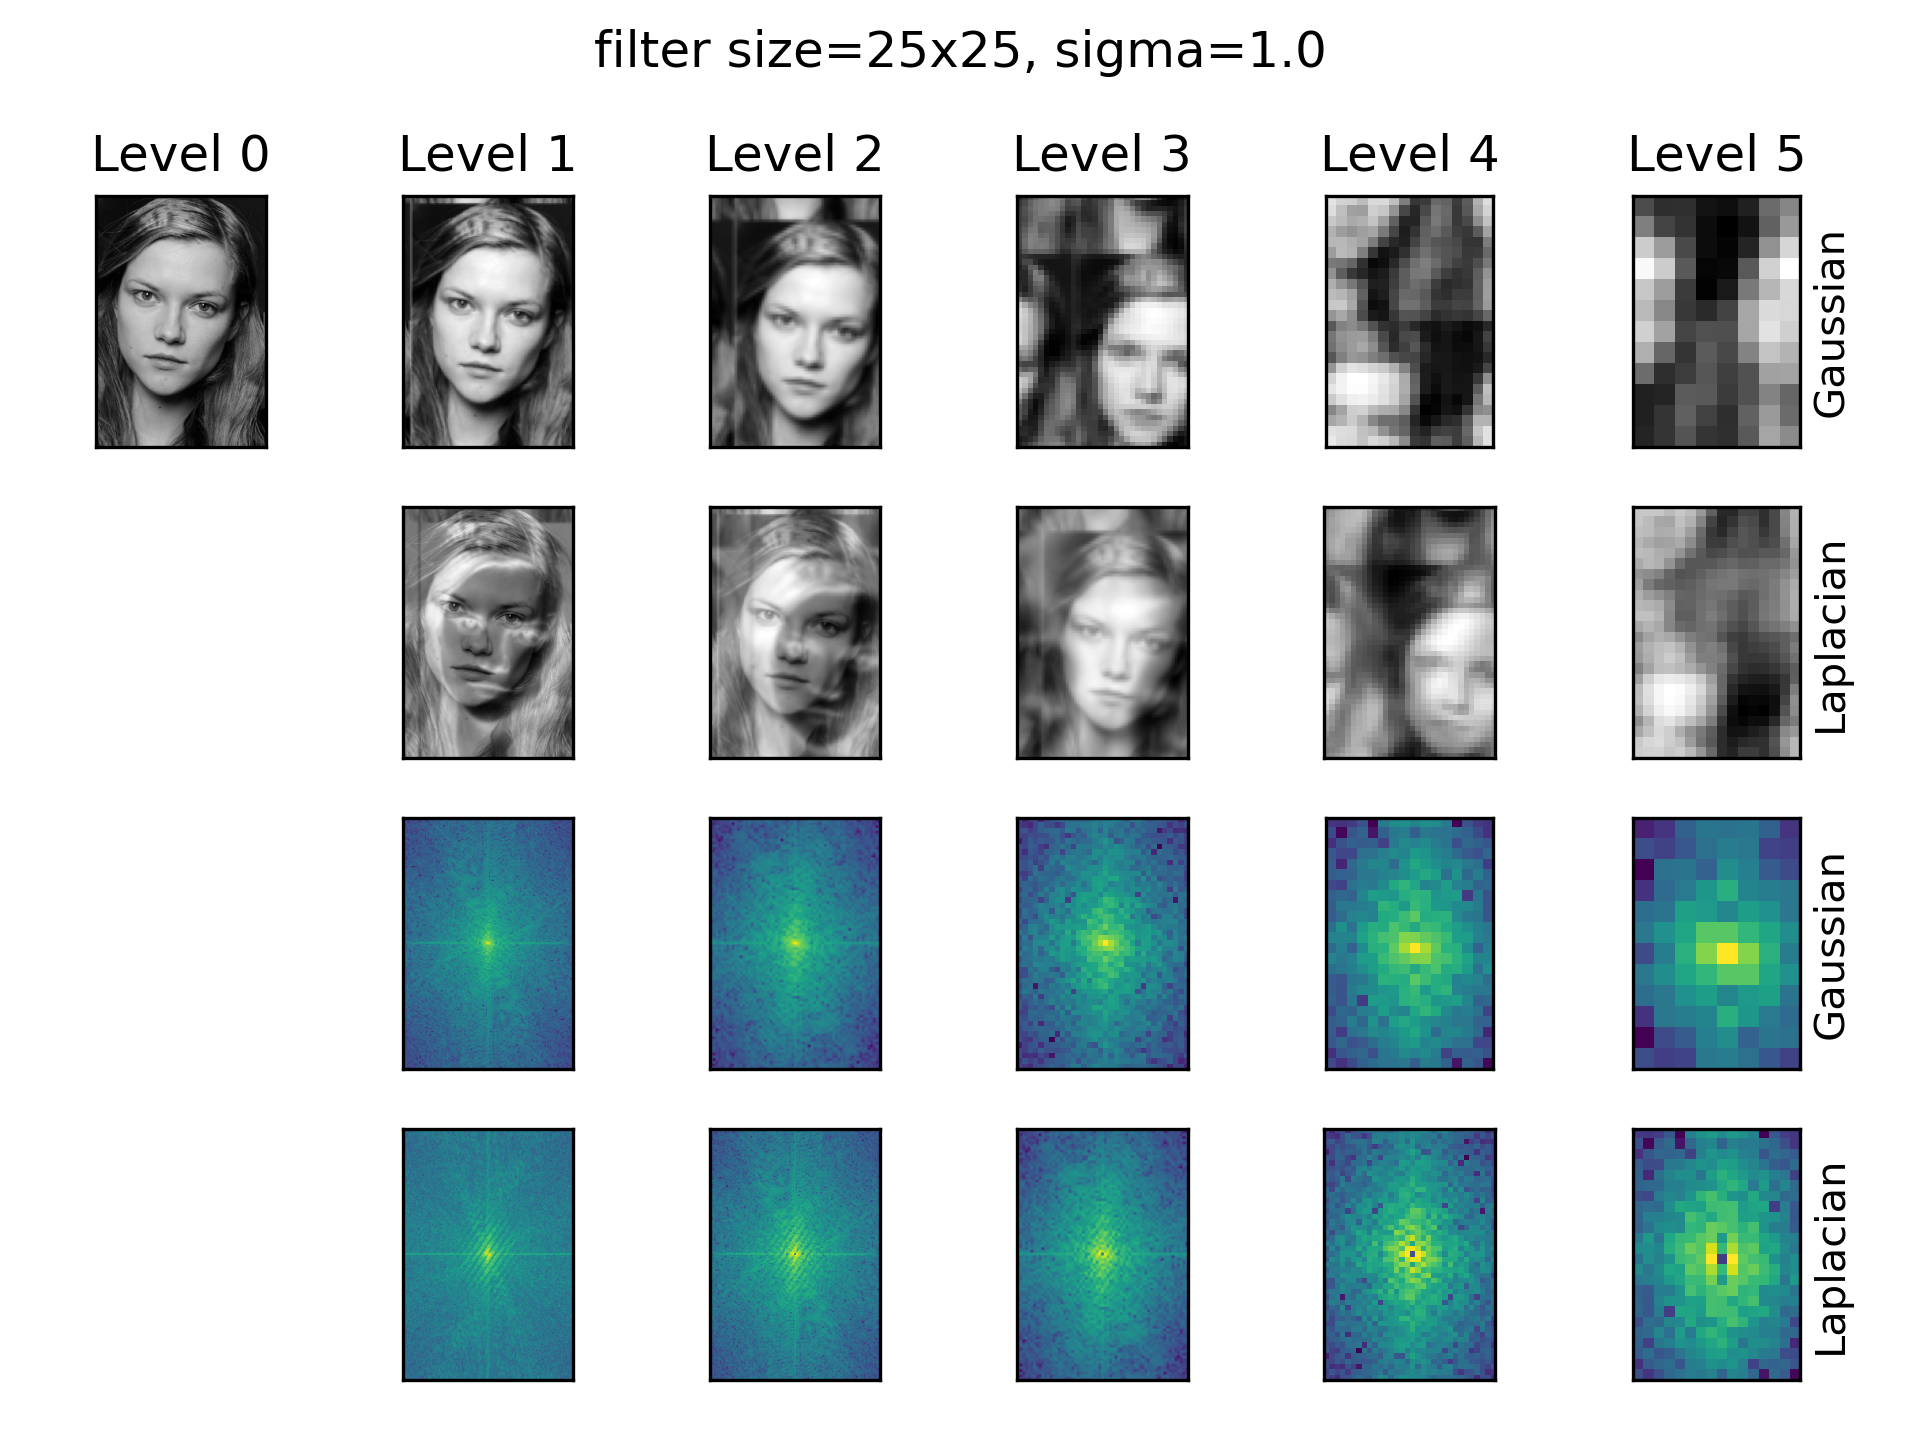 filter size=25x25, sigma=1.0
Level 0
Level 1
Level 2
Level 3
Level 4
Level 5
Gaussian
Laplacian
Gaussian
Laplacian